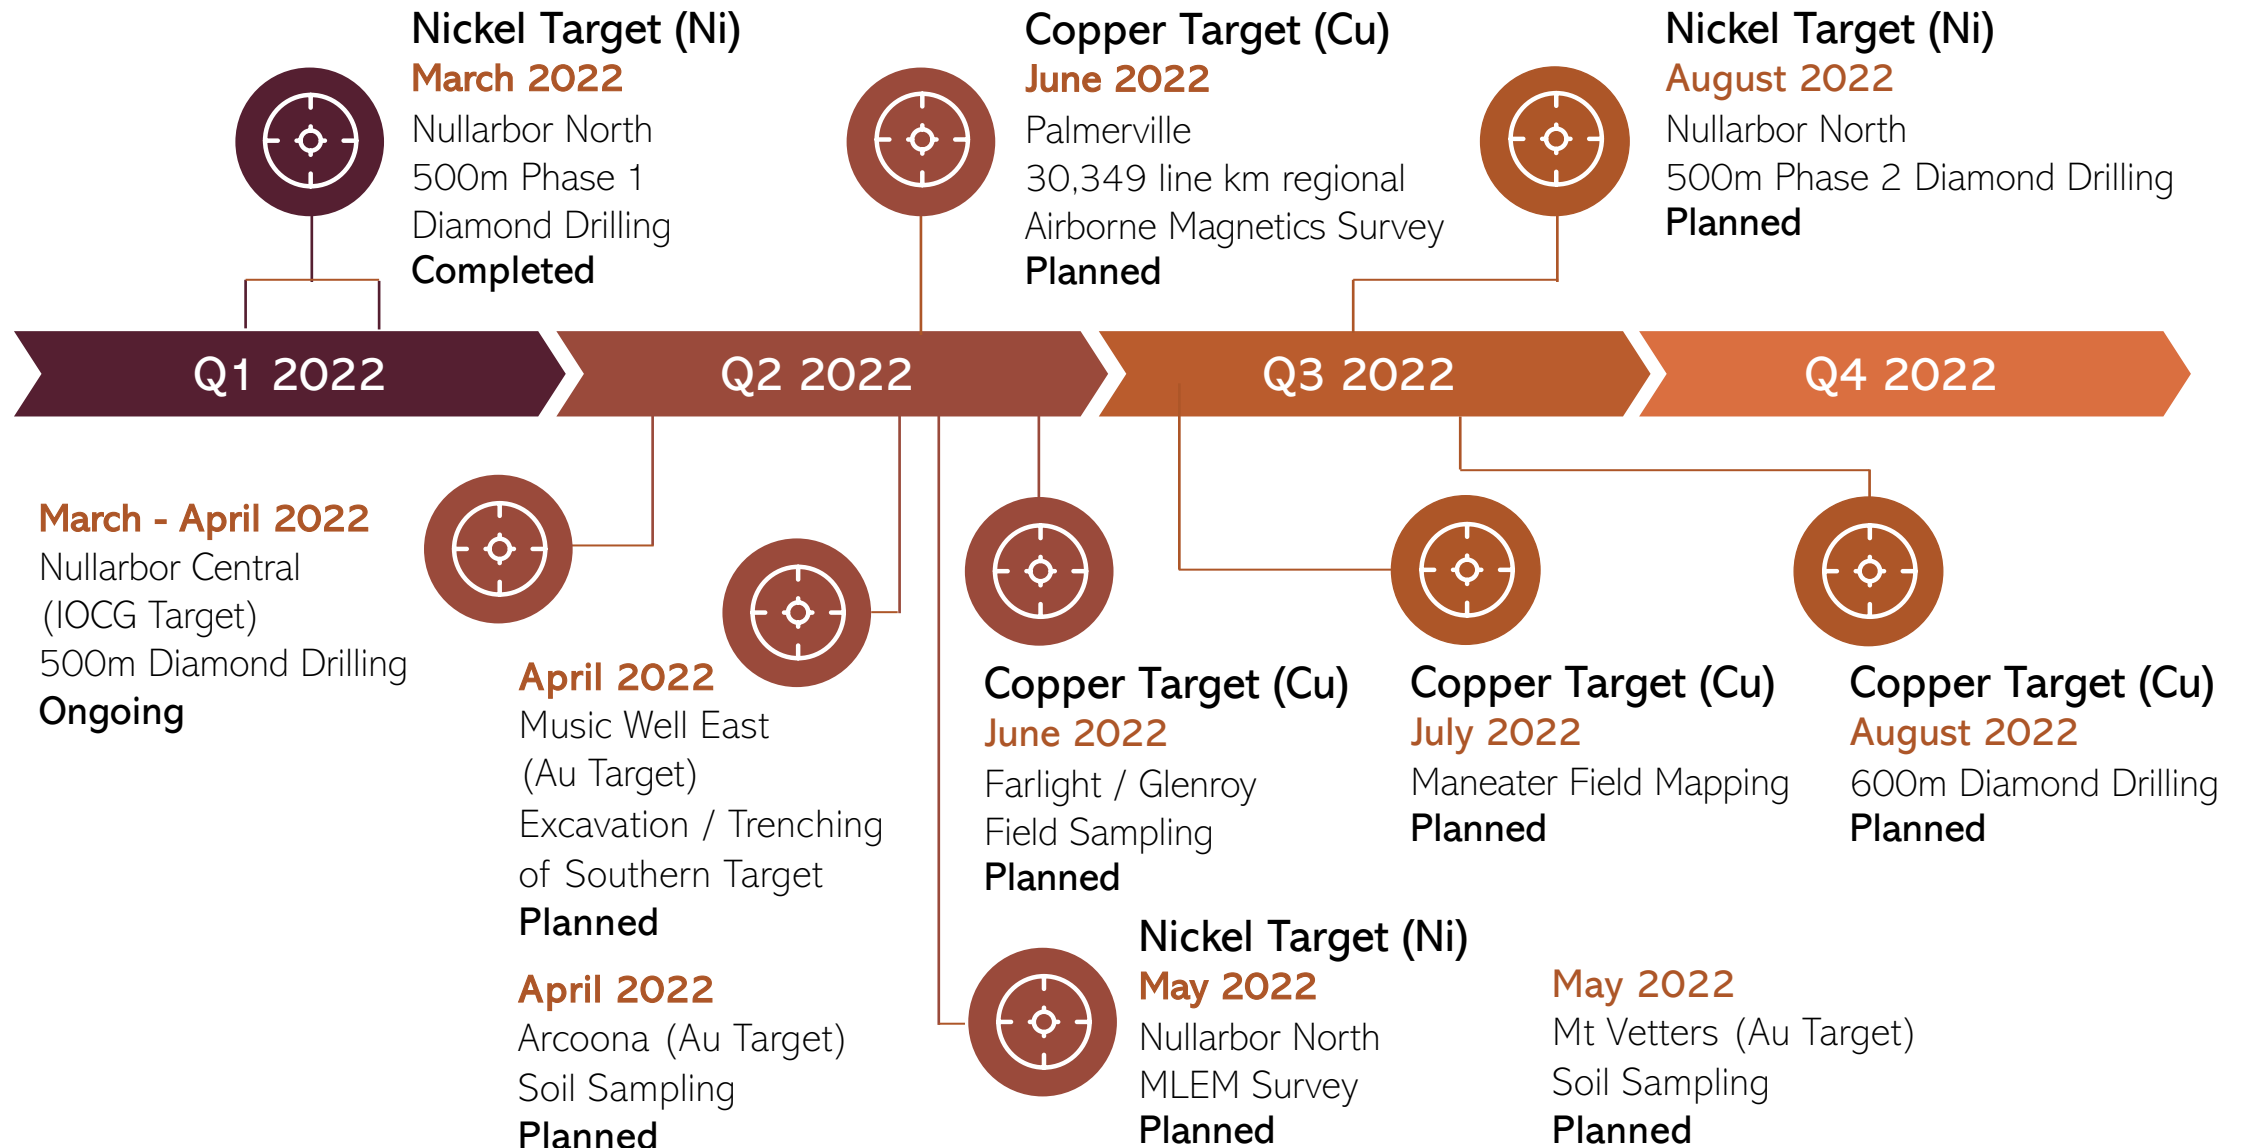 Nickel Target (Ni)
March 2022
Nullarbor North
500m Phase 1
Diamond Drilling
Completed
Copper Target (Cu)
June 2022
Palmerville
30,349 line km regional
Airborne Magnetics Survey
Planned
Nickel Target (Ni)
August 2022
Nullarbor North
500m Phase 2 Diamond Drilling
Planned
Q1 2022
Q2 2022
Q3 2022
Q4 2022
March - April 2022
Nullarbor Central
(IOCG Target)
500m Diamond Drilling
Ongoing
April 2022
Music Well East
(Au Target)
Excavation / Trenching
of Southern Target
Planned
April 2022
Arcoona (Au Target)
Soil Sampling
Planned
Copper Target (Cu)
June 2022
Farlight / Glenroy
Field Sampling
Planned
Nickel Target (Ni)
May 2022
Nullarbor North
MLEM Survey
Planned
Copper Target (Cu)
July 2022
Maneater Field Mapping
Planned
May 2022
Mt Vetters (Au Target)
Soil Sampling
Planned
Copper Target (Cu)
August 2022
600m Diamond Drilling
Planned